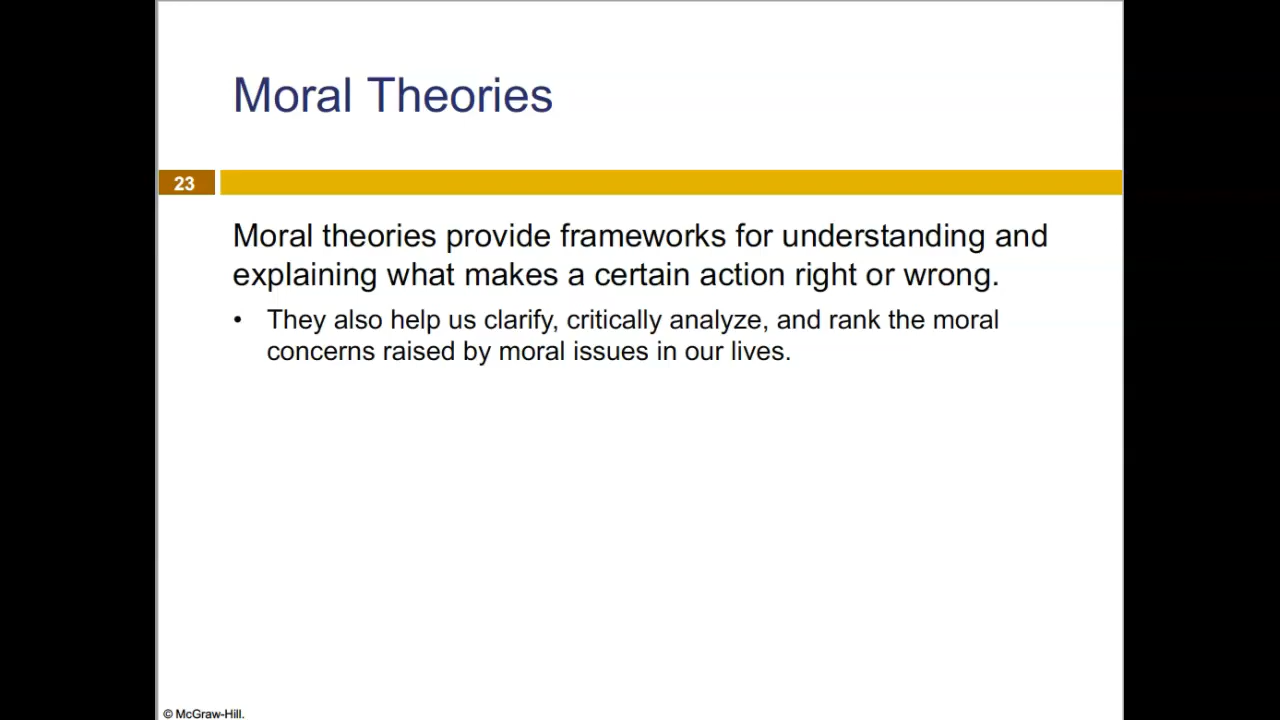 Moral Theories
23
Moral theories provide frameworks for understanding and
explaining what makes a certain action right or wrong.
• They also help us clarify, critically analyze, and rank the moral
concerns raised by moral issues in our lives.
© McGraw-Hill.